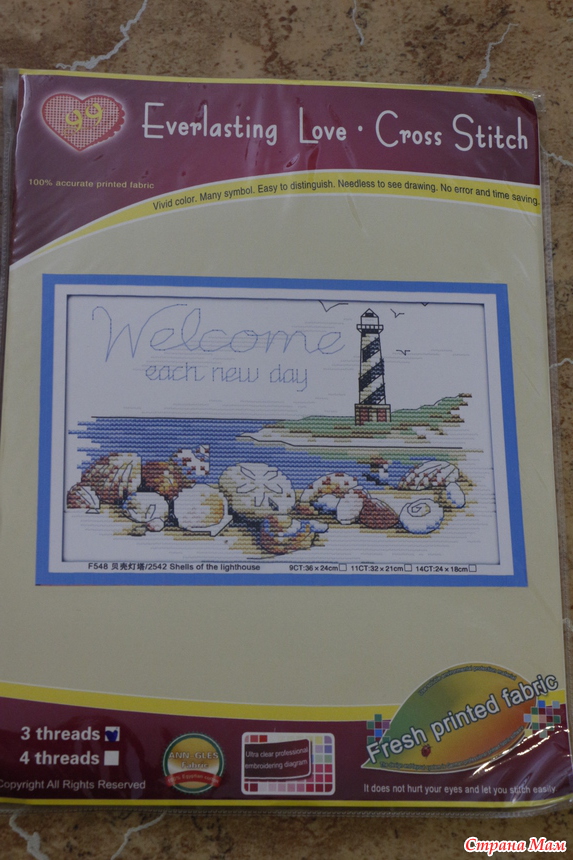 99
Everlasting Love · Cross Stitch
100% accurate printed fabric
Vivid color. Many symbol. Easy to distinguish. Needless to see drawing. No error and time saving.
Welcome
each new day
F548 贝壳灯塔/2542 Shells of the lighthouse 9CT:36×24cm 11CT:32×21cm 14CT:24×18cm
3 threads
4 threads
Copyright All Rights Reserved
Ultra clear professional
embroidering diagram
Fresh printed fabric
It does not hurt your eyes and let you stitch easily
Страна Мам